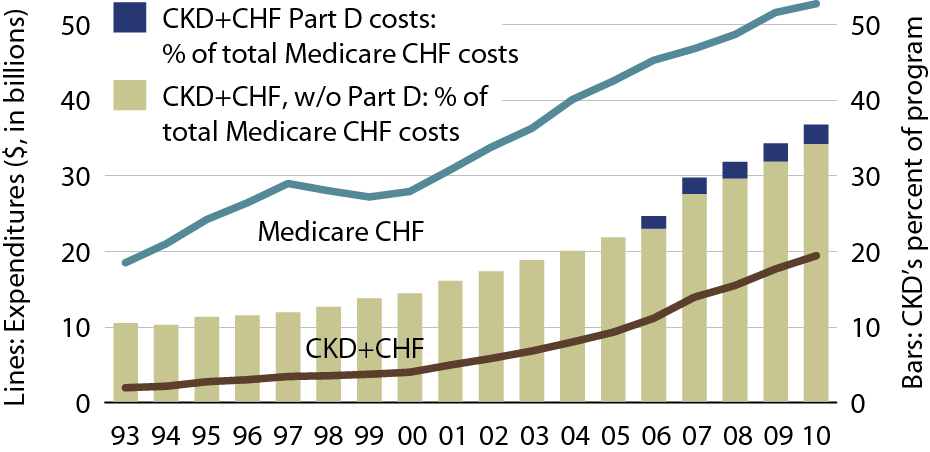 Lines: Expenditures ($, in billions)
50
40
30
20
10
0
CKD+CHF Part D costs:
% of total Medicare CHF costs
CKD+CHF, w/o Part D: % of
total Medicare CHF costs
Medicare CHF
CKD+CHF
50
40
30
20
10
0
Bars: CKD's percent of program
93 94 95 96 97 98 99 00 01 02 03 04 05 06 07 08 09 10